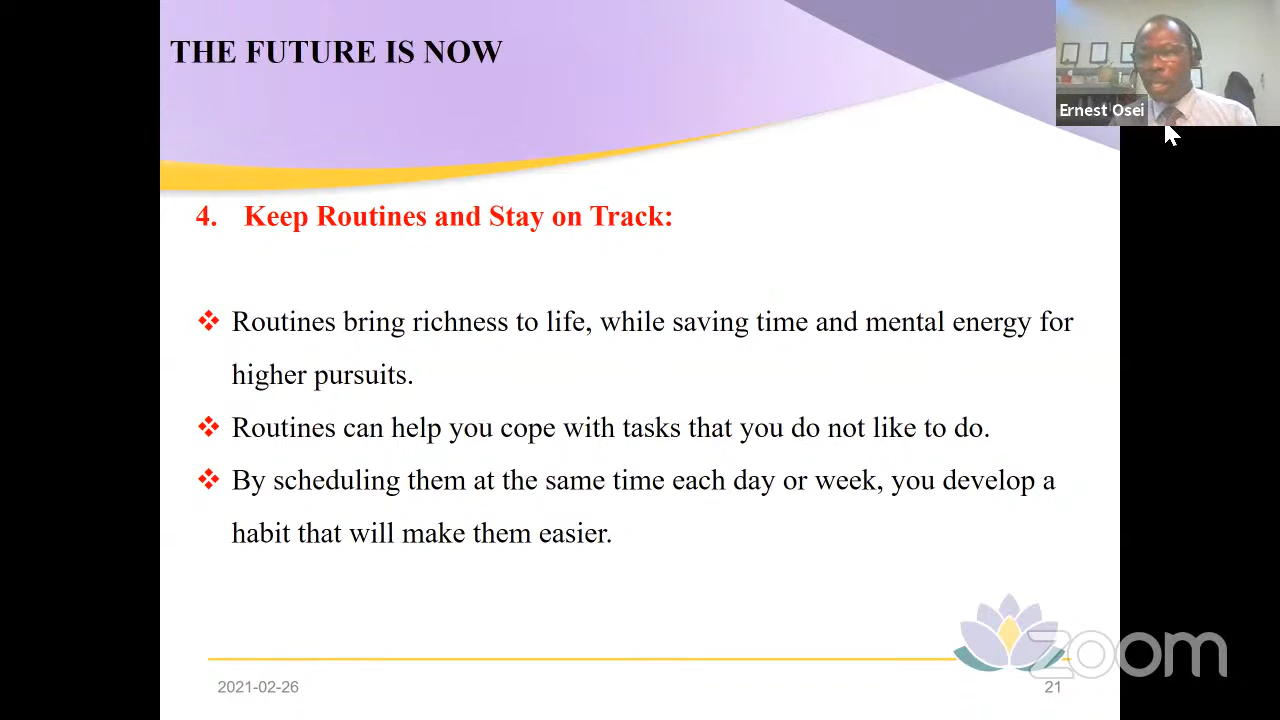 THE FUTURE IS NOW
Ernest Osei
4. Keep Routines and Stay on Track:
Routines bring richness to life, while saving time and mental energy for
higher pursuits.
Routines can help you cope with tasks that you do not like to do.
By scheduling them at the same time each day or week, you develop a
habit that will make them easier.
zoom
2021-02-26
21